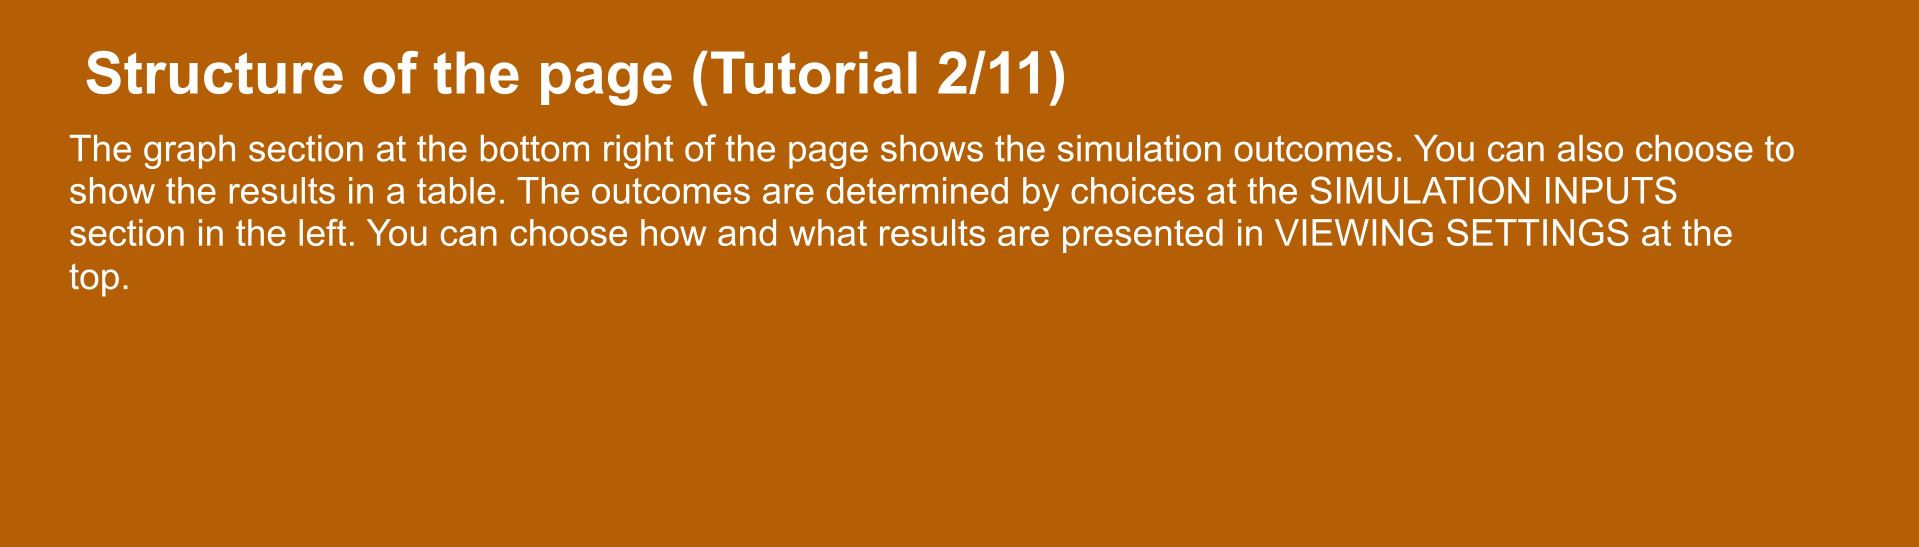 Structure of the page (Tutorial 2/11)
The graph section at the bottom right of the page shows the simulation outcomes. You can also choose to
show the results in a table. The outcomes are determined by choices at the SIMULATION INPUTS
section in the left. You can choose how and what results are presented in VIEWING SETTINGS at the
top.